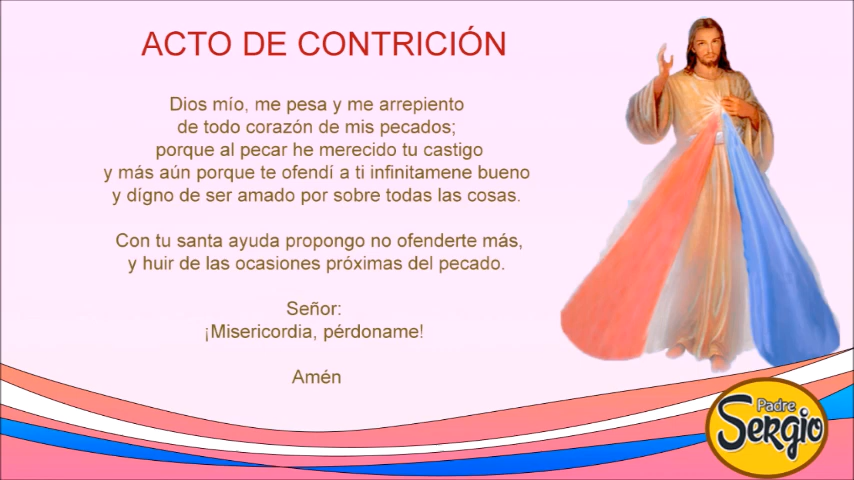 ACTO DE CONTRICIÓN
Dios mío, me pesa y me arrepiento
de todo corazón de mis pecados;
porque al pecar he merecido tu castigo
y más aún porque te ofendí a ti infinitamene bueno
y dígno de ser amado por sobre todas las cosas.
Con tu santa ayuda propongo no ofenderte más,
y huir de las ocasiones próximas del pecado.
Señor:
¡Misericordia, pérdoname!
Amén
Padre
Sergio